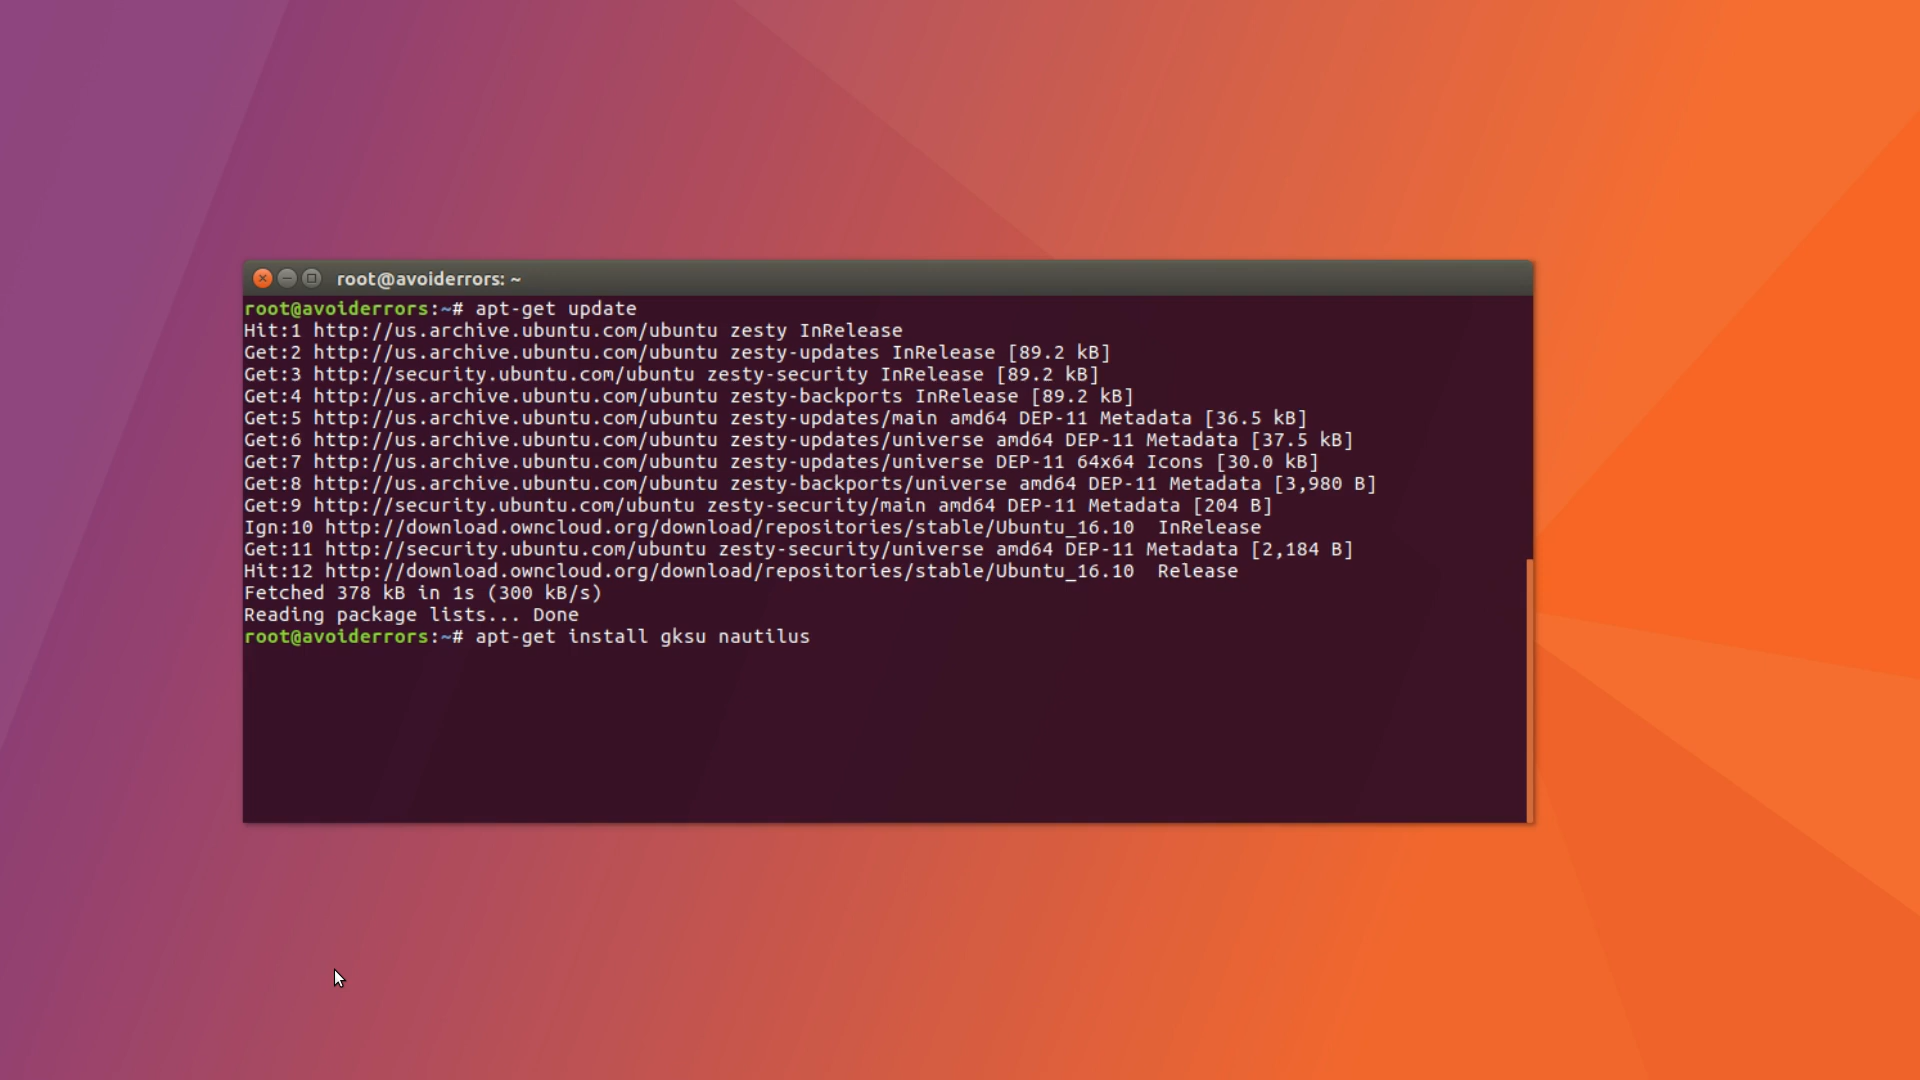 root@avoiderrors: ~
root@avoiderrors:~# apt-get update
Hit:1 http://us.archive.ubuntu.com/ubuntu zesty InRelease
Get:2 http://us.archive.ubuntu.com/ubuntu zesty-updates InRelease [89.2 kB]
Get:3 http://security.ubuntu.com/ubuntu zesty-security InRelease [89.2 kB]
Get:4 http://us.archive.ubuntu.com/ubuntu zesty-backports InRelease [89.2 kB]
Get:5 http://us.archive.ubuntu.com/ubuntu zesty-updates/main amd64 DEP-11 Metadata [36.5 kB]
Get:6 http://us.archive.ubuntu.com/ubuntu zesty-updates/universe amd64 DEP-11 Metadata [37.5 kB]
Get:7 http://us.archive.ubuntu.com/ubuntu zesty-updates/universe DEP-11 64x64 Icons [30.0 kB]
Get:8 http://us.archive.ubuntu.com/ubuntu zesty-backports/universe amd64 DEP-11 Metadata [3,980 B]
Get:9 http://security.ubuntu.com/ubuntu zesty-security/main amd64 DEP-11 Metadata [204 B]
Ign:10 http://download.owncloud.org/download/repositories/stable/Ubuntu_16.10  InRelease
Get:11 http://security.ubuntu.com/ubuntu zesty-security/universe amd64 DEP-11 Metadata [2,184 B]
Hit:12 http://download.owncloud.org/download/repositories/stable/Ubuntu_16.10  Release
Fetched 378 kB in 1s (300 kB/s)
Reading package lists... Done
root@avoiderrors:~# apt-get install gksu nautilus